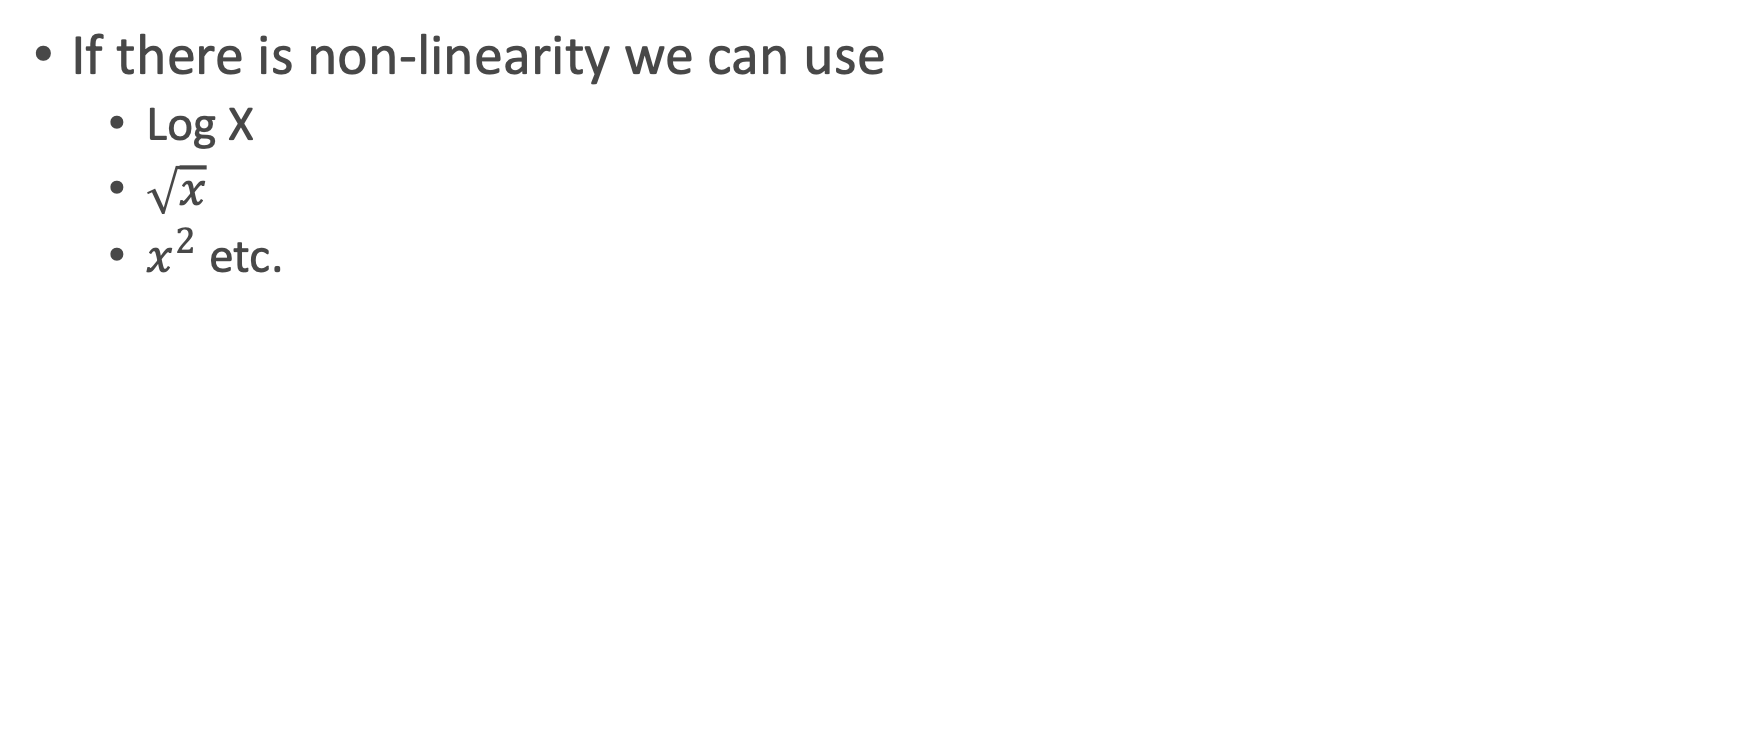 • If there is non-linearity we can use
• Log X
• √x
• x² etc.